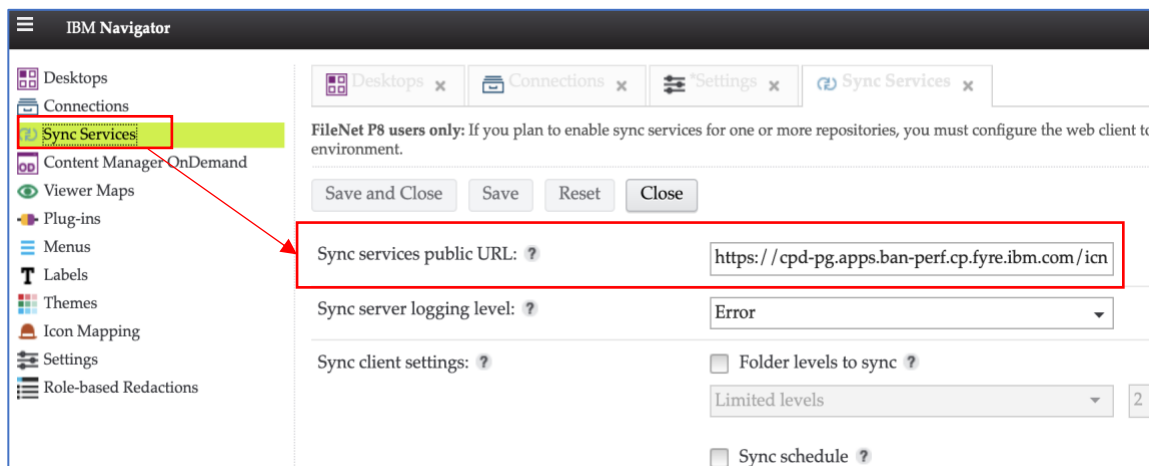 IBM Navigator
Desktops
Connections
Sync Services
OD Content Manager OnDemand
Viewer Maps
Plug-ins
Menus
T Labels
Themes
Icon Mapping
Settings
Role-based Redactions
Desktops x Connections x *Settings x Sync Services x
FileNet P8 users only: If you plan to enable sync services for one or more repositories, you must configure the web client to
environment.
Save and Close Save Reset Close
Sync services public URL: ? https://cpd-pg.apps.ban-perf.cp.fyre.ibm.com/icn
Sync server logging level: ? Error
Sync client settings: ? Folder levels to sync ?
Limited levels 2
Sync schedule ?